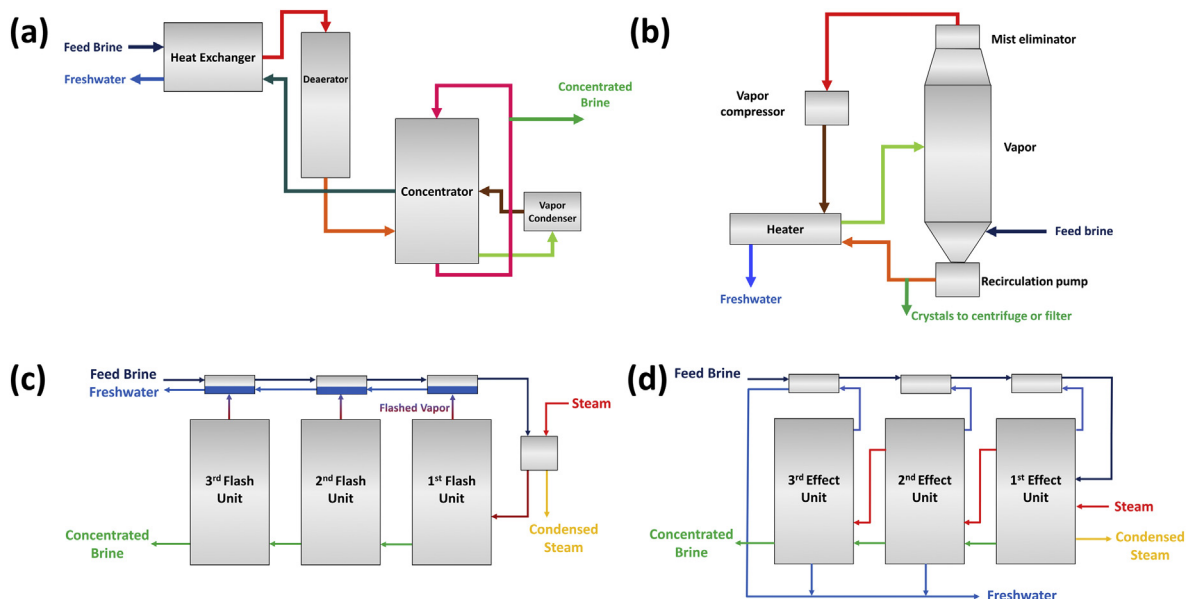 (a)
Feed Brine
Freshwater
Heat Exchanger
Deaerator
Concentrator
Vapor
Condenser
Concentrated
Brine
(b)
Mist eliminator
Vapor
compressor
Vapor
Heater
Feed brine
Freshwater
Recirculation pump
Crystals to centrifuge or filter
(c)
Feed Brine
Freshwater
Flashed Vapor
Steam
3rd Flash
Unit
2nd Flash
Unit
1st Flash
Unit
Concentrated
Brine
Condensed
Steam
(d)
Feed Brine
3rd Effect
Unit
2nd Effect
Unit
1st Effect
Unit
Steam
Concentrated
Brine
Condensed
Steam
Freshwater